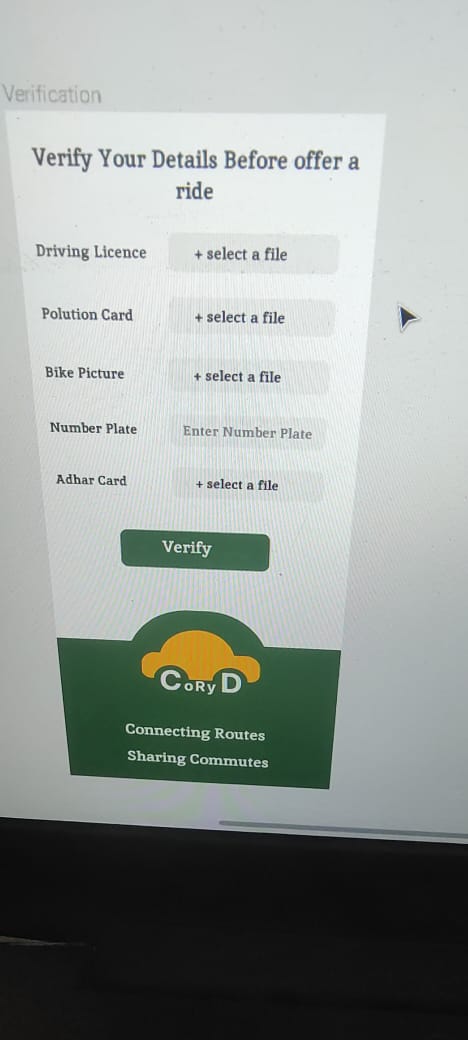 Verification
Verify Your Details Before offer a
ride
Driving Licence
+ select a file
Polution Card
+ select a file
Bike Picture
+ select a file
Number Plate
Enter Number Plate
Adhar Card
+ select a file
Verify
CoRyD
Connecting Routes
Sharing Commutes